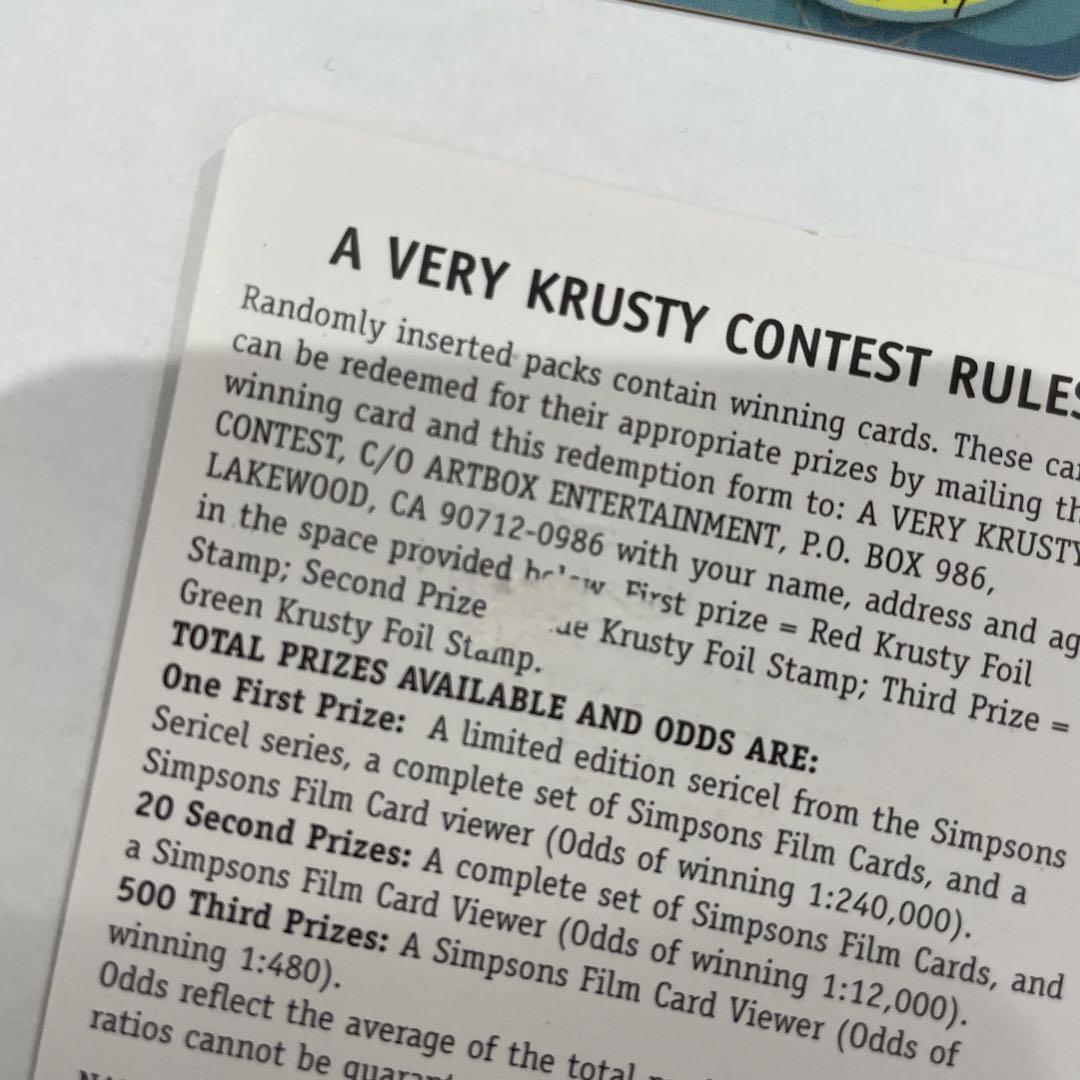 A VERY KRUSTY CONTEST RULES
Randomly inserted packs contain winning cards. These
can be redeemed for their appropriate prizes by mailing
winning card and this redemption form to: A VERY KRUSTY
CONTEST, C/O ARTBOX ENTERTAINMENT, P.O. BOX 986,
LAKEWOOD, CA 90712-0986 with your name, address and
in the space provided First prize = Red Krusty Foil
Stamp; Second Prize Krusty Foil Stamp; Third Prize =
Green Krusty Foil Stamp.
TOTAL PRIZES AVAILABLE AND ODDS ARE:
One First Prize: A limited edition sericel from the Simpsons
Sericel series, a complete set of Simpsons Film Cards, and a
Simpsons Film Card viewer (Odds of winning 1:240,000).
20 Second Prizes: A complete set of Simpsons Film Cards, and
a Simpsons Film Card Viewer (Odds of winning 1:12,000).
500 Third Prizes: A Simpsons Film Card Viewer (Odds of
winning 1:480).
Odds reflect the average of the total
ratios cannot be